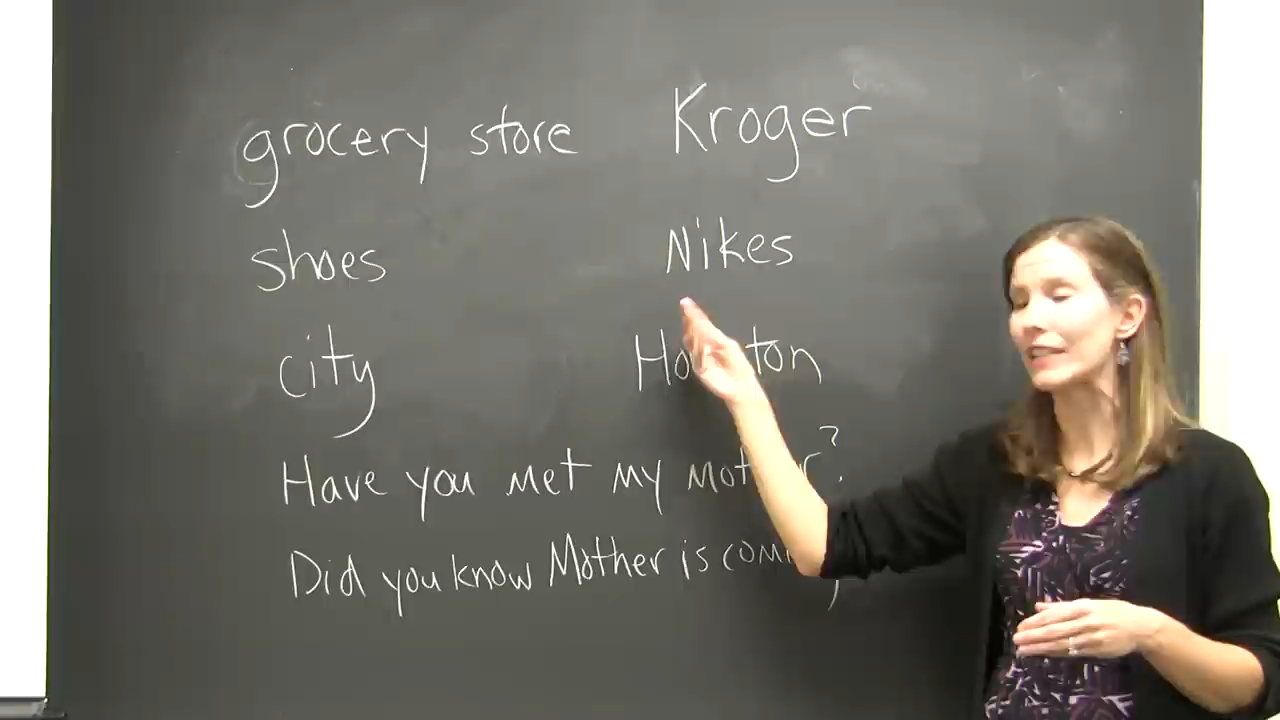 grocery store Kroger
shoes Nikes
city
Have you met my ?
Did you know Mother is